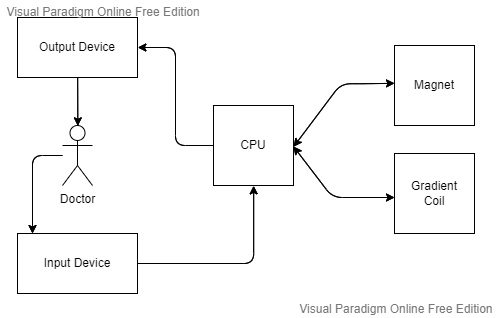 Visual Paradigm Online Free Edition
Output Device
Magnet
CPU
Doctor
Gradient
Coil
Input Device
Visual Paradigm Online Free Edition